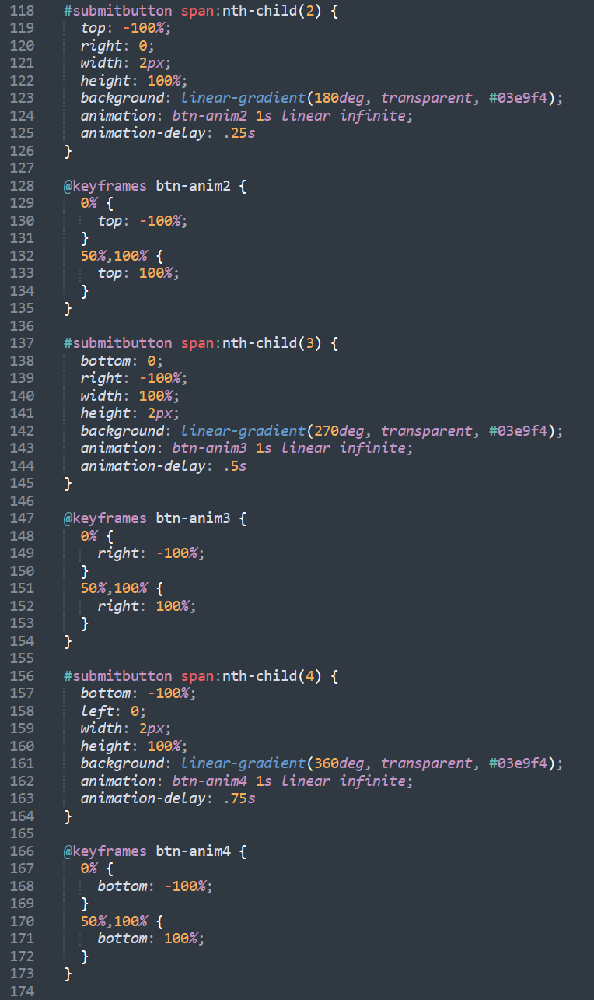 118 #submitbutton span:nth-child(2) {
119 top: -100%;
120 right: 0;
121 width: 2px;
122 height: 100%;
123 background: linear-gradient(180deg, transparent, #03e9f4);
124 animation: btn-anim2 1s linear infinite;
125 animation-delay: .25s
126 }
127
128 @keyframes btn-anim2 {
129 0% {
130 top: -100%;
131 }
132 50%,100% {
133 top: 100%;
134 }
135 }
136
137 #submitbutton span:nth-child(3) {
138 bottom: 0;
139 right: -100%;
140 width: 100%;
141 height: 2px;
142 background: linear-gradient(270deg, transparent, #03e9f4);
143 animation: btn-anim3 1s linear infinite;
144 animation-delay: .5s
145 }
146
147 @keyframes btn-anim3 {
148 0% {
149 right: -100%;
150 }
151 50%,100% {
152 right: 100%;
153 }
154 }
155
156 #submitbutton span:nth-child(4) {
157 bottom: -100%;
158 left: 0;
159 width: 2px;
160 height: 100%;
161 background: linear-gradient(360deg, transparent, #03e9f4);
162 animation: btn-anim4 1s linear infinite;
163 animation-delay: .75s
164 }
165
166 @keyframes btn-anim4 {
167 0% {
168 bottom: -100%;
169 }
170 50%,100% {
171 bottom: 100%;
172 }
173 }
174